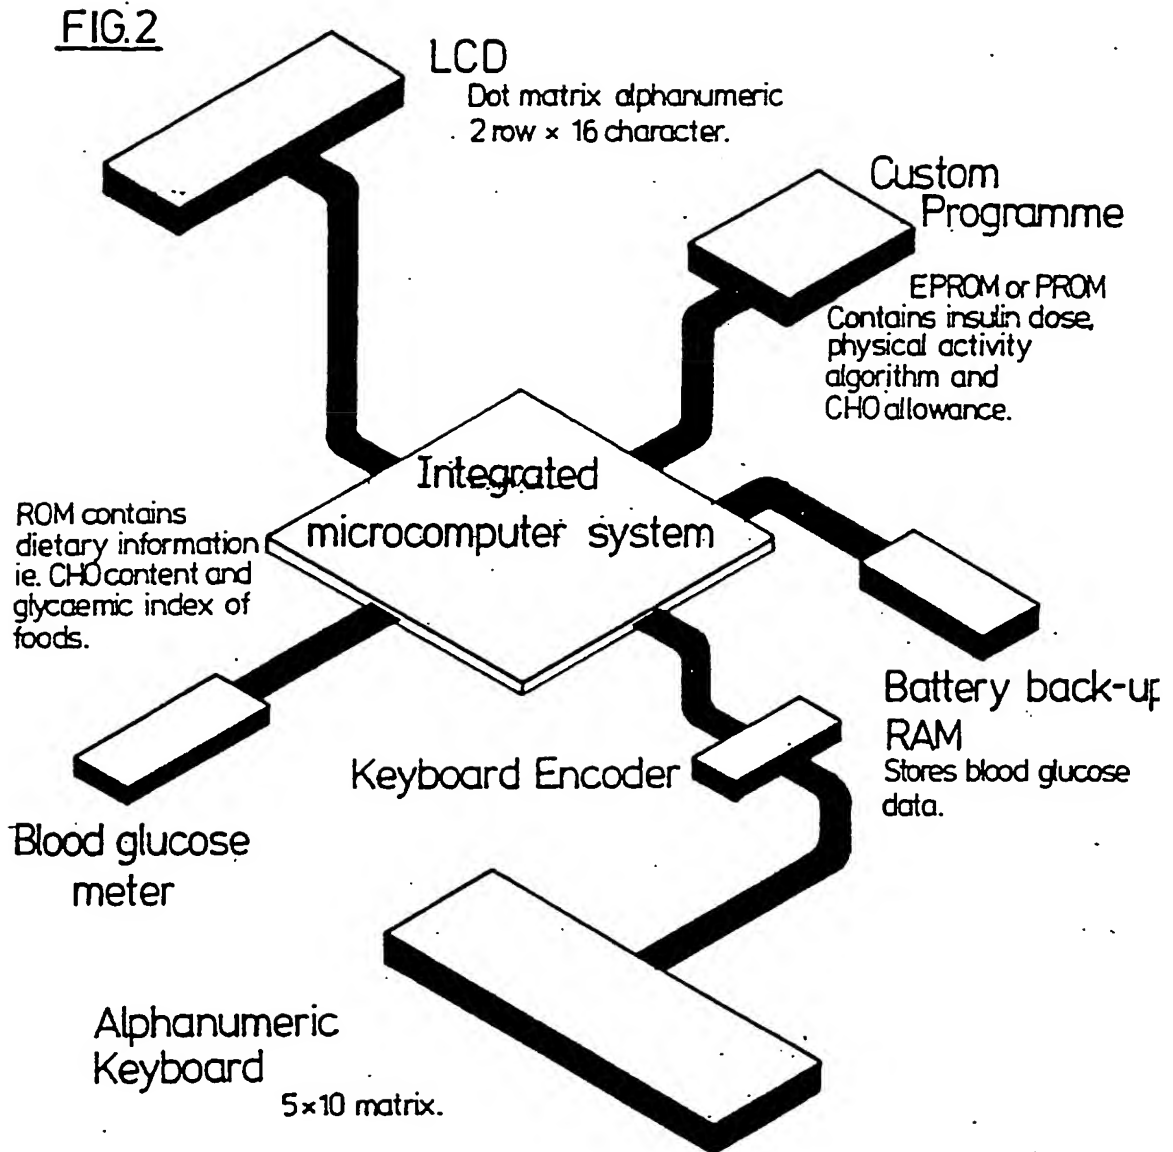 FIG.2
LCD
Dot matrix alphanumeric
2 row × 16 character.
Custom
Programme
EPROM or PROM
Contains insulin dose,
physical activity
algorithm and
CHO allowance.
Integrated
microcomputer system
ROM contains
dietary information
ie. CHO content and
glycaemic index of
foods.
Battery back-up
RAM
Stores blood glucose
data.
Keyboard Encoder
Blood glucose
meter
Alphanumeric
Keyboard
5×10 matrix.